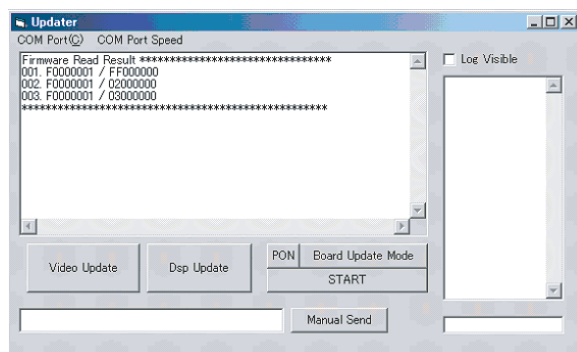 Updater
COM Port(C) COM Port Speed
Firmware Read Result ********************************
001. F0000001 / FF000000
002. F0000001 / 02000000
003. F0000001 / 03000000
***************************************************
Log Visible
Video Update
Dsp Update
PON
Board Update Mode
START
Manual Send